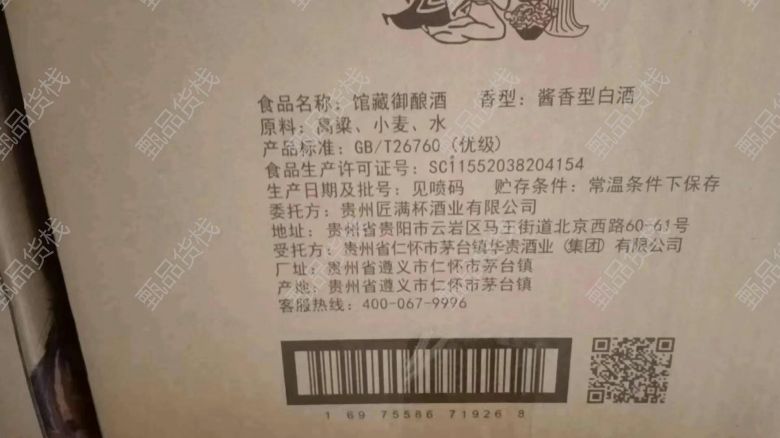 食品名称：馆藏御酿酒 香型：酱香型白酒
原料：高粱、小麦、水
产品标准：GB/T26760（优级）
食品生产许可证号：SC11552038204154
生产日期及批号：见喷码 贮存条件：常温条件下保存
委托方：贵州匠满杯酒业有限公司
地址：贵州省贵阳市云岩区马王街道北京西路60-61号
受托方：贵州省仁怀市茅台镇华贵酒业（集团）有限公司
厂址：贵州省遵义市仁怀市茅台镇
产地：贵州省遵义市仁怀市茅台镇
客服热线：400-067-9996
1 69 75586 71926 8
甄品货栈